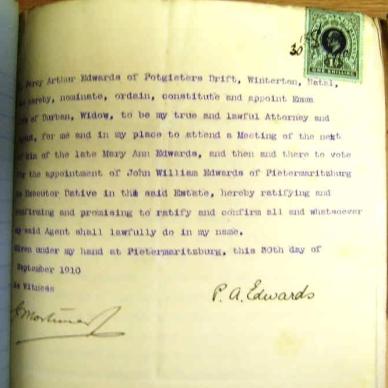 ONE SHILLING
30
Percy Arthur Edwards of Potgieters Drift, Winterton, Natal,
hereby, nominate, ordain, constitute and appoint Emma
of Durban, Widow, to be my true and lawful Attorney and
Agent, for me and in my place to attend a Meeting of the next
of kin of the late Mary Ann Edwards, and then and there to vote
for the appointment of John William Edwards of Pietermaritzburg
as Executor Dative in the said Estate, hereby ratifying and
confirming and promising to ratify and confirm all and whatsoever
my said Agent shall lawfully do in my name.
Given under my hand at Pietermaritzburg, this 30th day of
September 1910
As Witness
P. A. Edwards
Mortimer